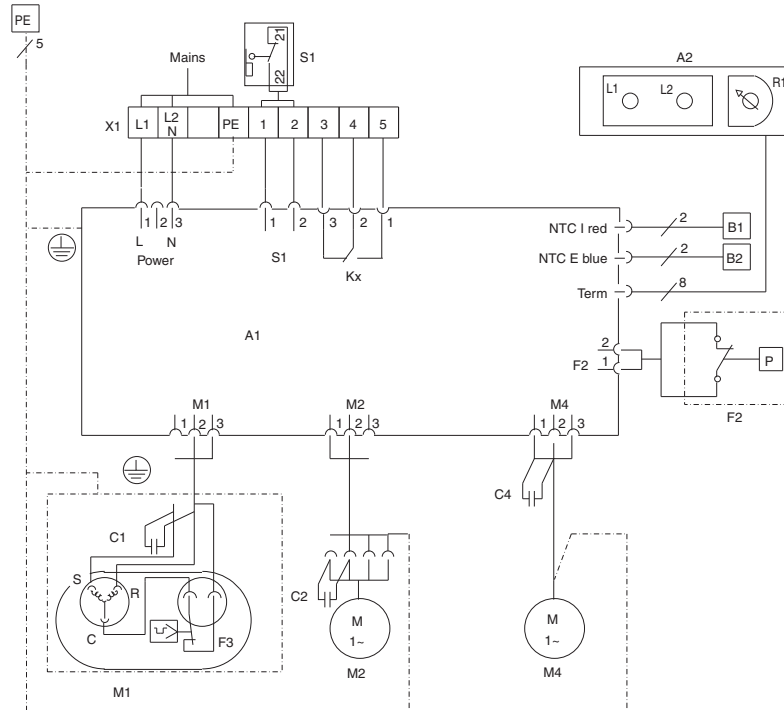 PE
5
Mains
21
22
S1
A2
L1
L2
R1
X1
L1
L2
N
PE
1
2
3
4
5
1
2
3
L
N
Power
1
2
S1
3
2
1
Kx
NTC I red
2
B1
NTC E blue
2
B2
Term
8
A1
2
1
F2
P
F2
M1
1
2
3
M2
1
2
3
M4
1
2
3
C1
C4
S
R
C
F3
C2
M
1~
M2
M
1~
M4
M1